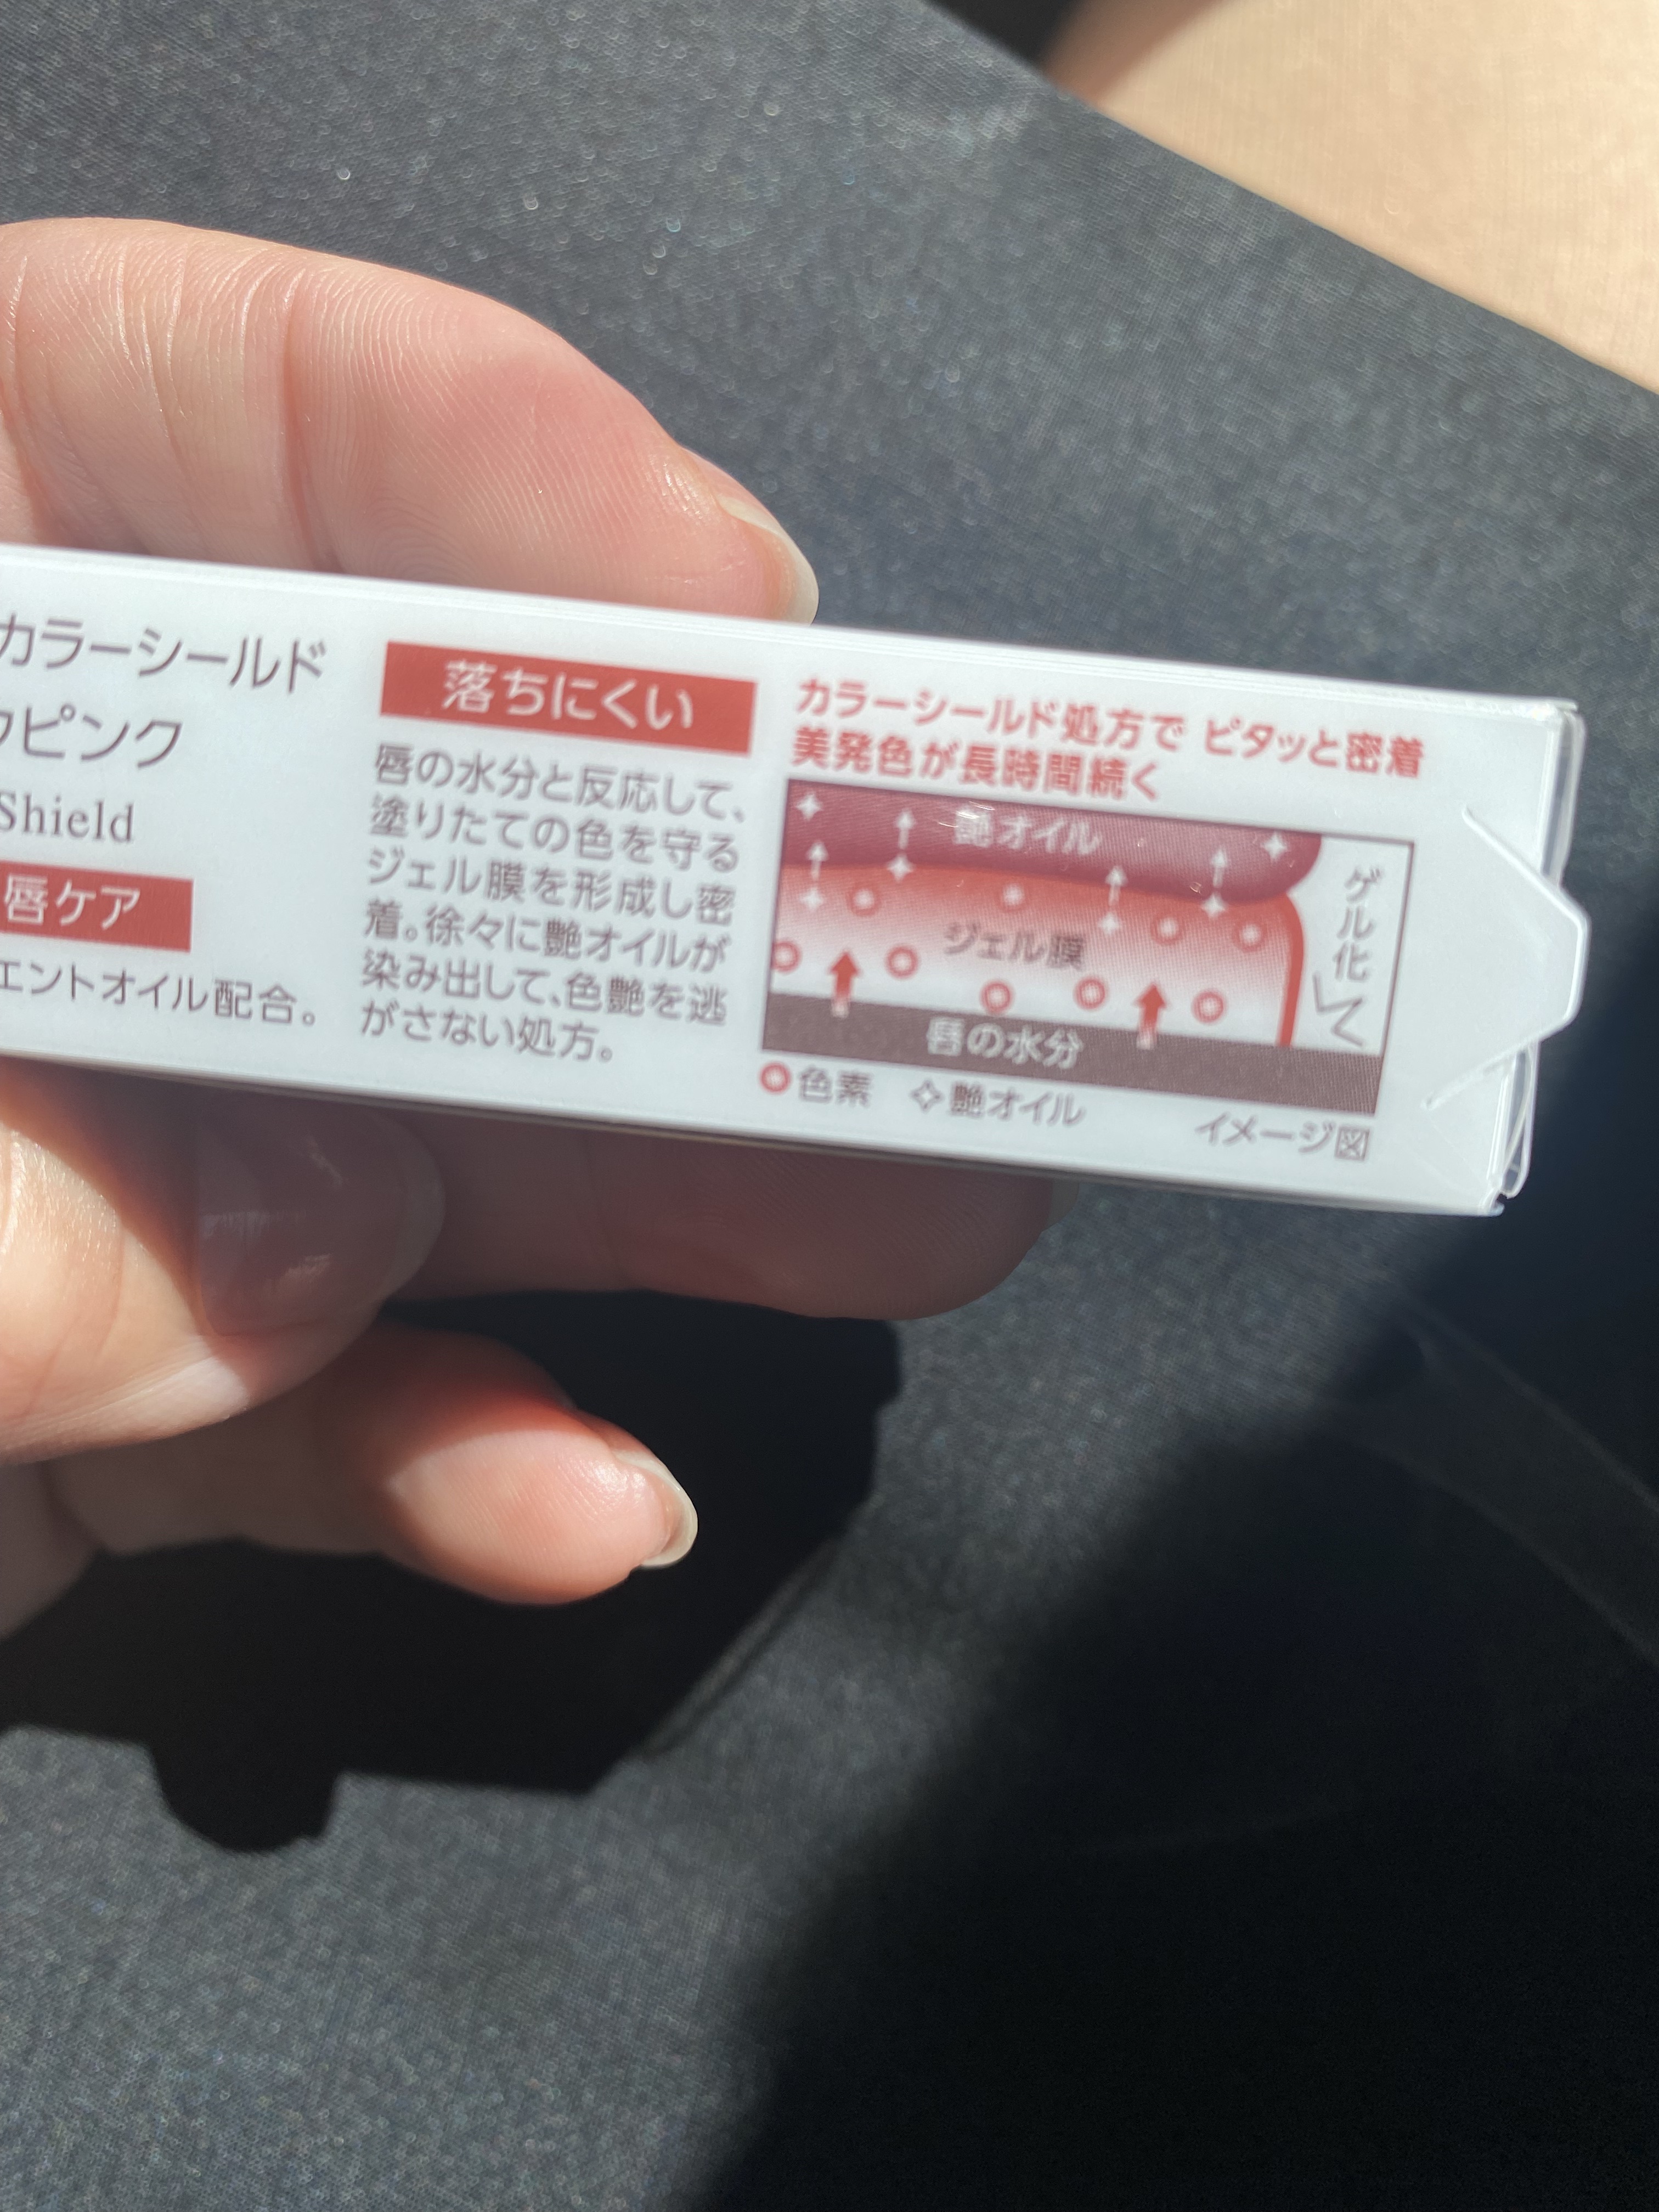 カラーシールド
ピンク
Shield
唇ケア
エントオイル配合。
落ちにくい
唇の水分と反応して、
塗りたての色を守る
ジェル膜を形成し密
着。徐々に艶オイルが
染み出して、色艶を逃
がさない処方。
カラーシールド処方で ピタッと密着
美発色が長時間続く
艶オイル
ジェル膜
唇の水分
ゲル化
色素 艶オイル
イメージ図